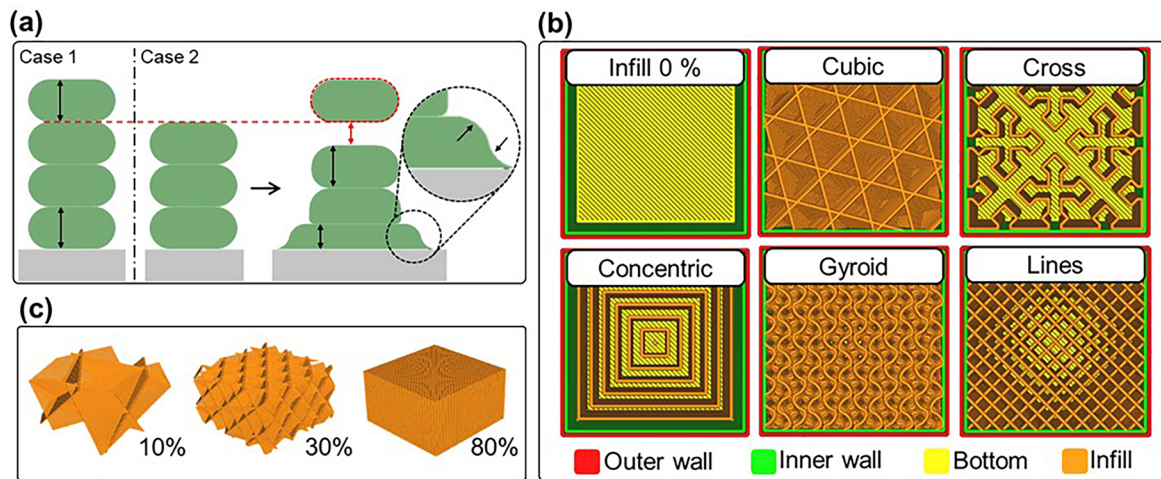 (a)
Case 1
Case 2
(b)
Infill 0 %
Cubic
Cross
Concentric
Gyroid
Lines
Outer wall
Inner wall
Bottom
Infill
(c)
10%
30%
80%